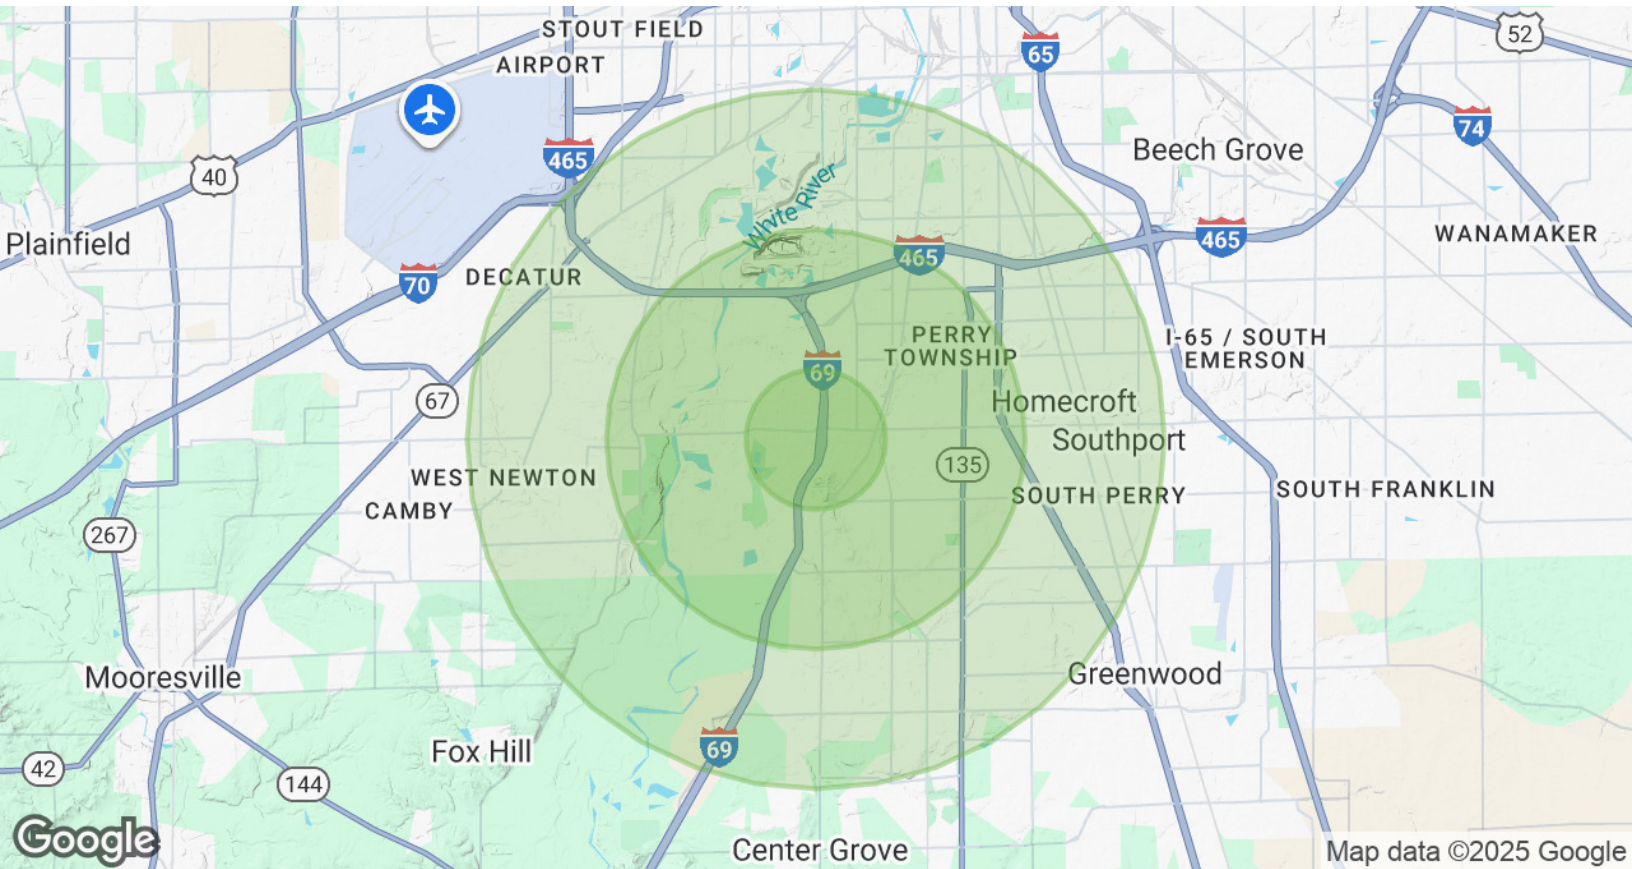 STOUT FIELD
52
65
AIRPORT
74
465
Beech Grove
40
White River
Plainfield
465
WANAMAKER
465
70
DECATUR
PERRY
TOWNSHIP
I-65 / SOUTH
EMERSON
69
67
Homecroft
Southport
135
WEST NEWTON
SOUTH PERRY
SOUTH FRANKLIN
CAMBY
267
Mooresville
Greenwood
Fox Hill
69
42
144
Google
Center Grove
Map data ©2025 Google